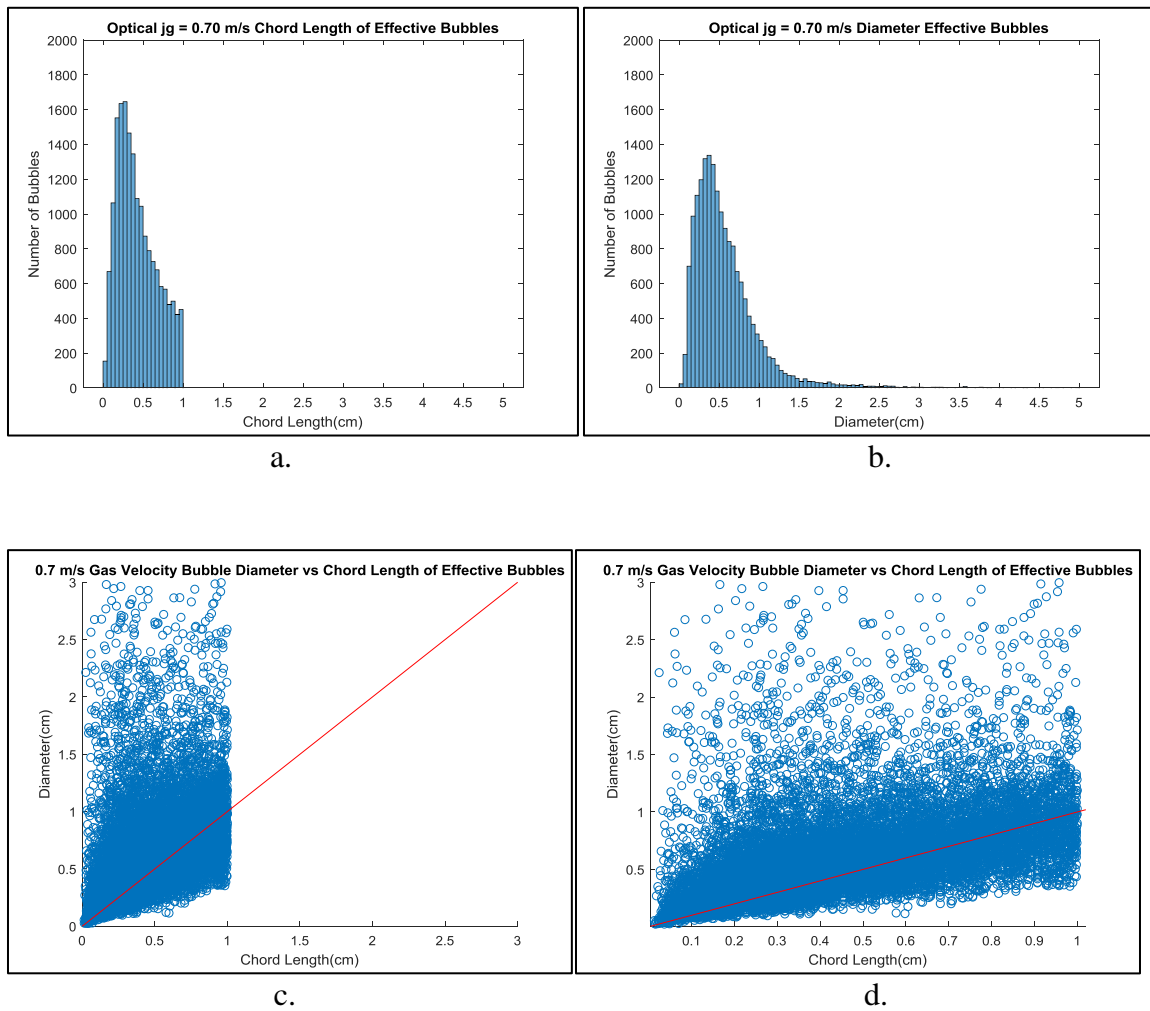 Optical jg = 0.70 m/s Chord Length of Effective Bubbles
2000
1800
1600
1400
1200
1000
800
600
400
200
0
Number of Bubbles
0 0.5 1 1.5 2 2.5 3 3.5 4 4.5 5
Chord Length(cm)
a.
Optical jg = 0.70 m/s Diameter Effective Bubbles
2000
1800
1600
1400
1200
1000
800
600
400
200
0
Number of Bubbles
0 0.5 1 1.5 2 2.5 3 3.5 4 4.5 5
Diameter(cm)
b.
0.7 m/s Gas Velocity Bubble Diameter vs Chord Length of Effective Bubbles
3
2.5
2
1.5
1
0.5
0
Diameter(cm)
0 0.5 1 1.5 2 2.5 3
Chord Length(cm)
c.
0.7 m/s Gas Velocity Bubble Diameter vs Chord Length of Effective Bubbles
3
2.5
2
1.5
1
0.5
0
Diameter(cm)
0.1 0.2 0.3 0.4 0.5 0.6 0.7 0.8 0.9 1
Chord Length(cm)
d.